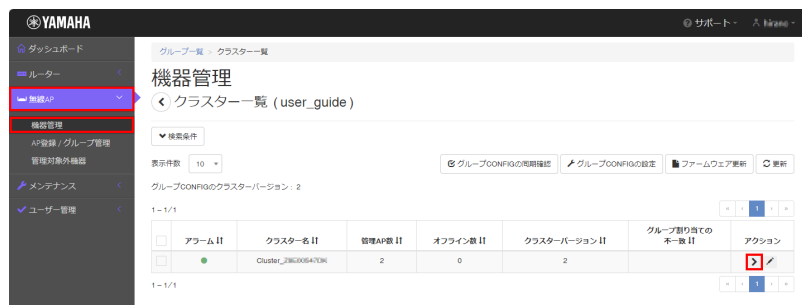 YAMAHA
サポート
hirano
ダッシュボード
ルーター
無線AP
機器管理
AP登録 / グループ管理
管理対象外機器
メンテナンス
ユーザー管理
グループ一覧 > クラスター一覧
機器管理
クラスター一覧 ( user_guide )
検索条件
表示件数 10
グループCONFIGの同期確認
グループCONFIGの設定
ファームウェア更新
更新
グループCONFIGのクラスターバージョン : 2
1 - 1 / 1
« ‹ 1 › »
アラーム クラスター名 管理AP数 オフライン数 クラスターバージョン グループ割り当ての不一致 アクション
Cluster_ 2 0 2
1 - 1 / 1
« ‹ 1 › »